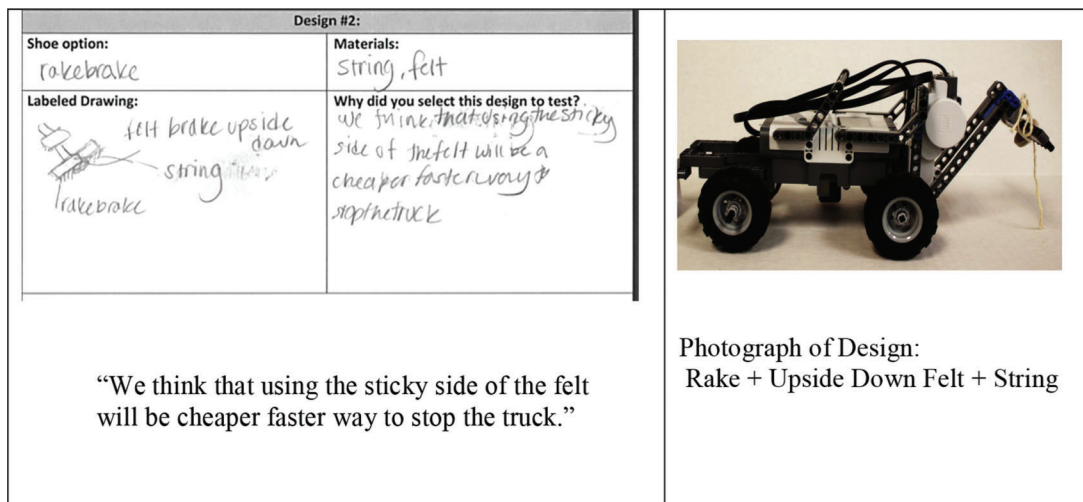 Design #2:
Shoe option:
rakebrake
Materials:
string, felt
Labeled Drawing:
felt brake upside
down
string
rakebrake
Why did you select this design to test?
we think that using the sticky
side of the felt will be a
cheaper faster way to
stop the truck
“We think that using the sticky side of the felt
will be cheaper faster way to stop the truck.”
Photograph of Design:
Rake + Upside Down Felt + String